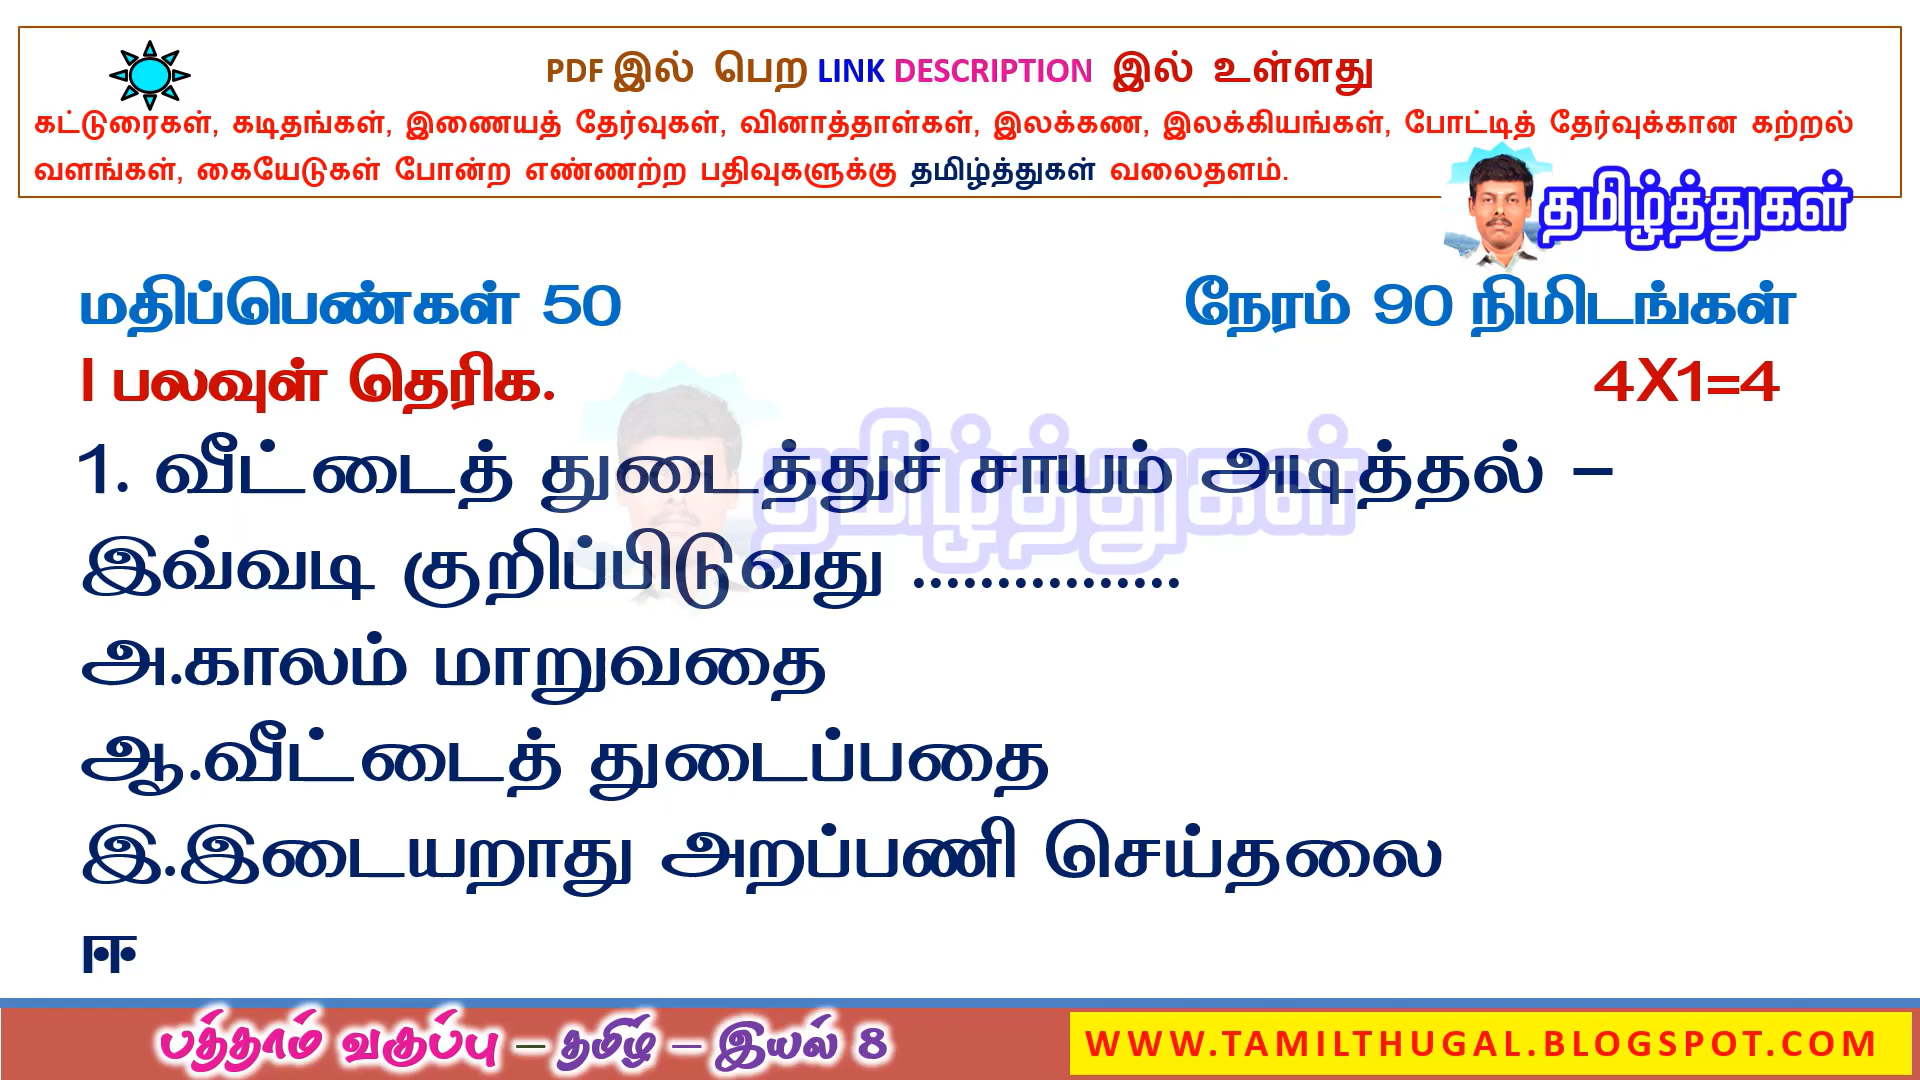 PDF இல் பெற LINK DESCRIPTION இல் உள்ளது
கட்டுரைகள், கடிதங்கள், இணையத் தேர்வுகள், வினாத்தாள்கள், இலக்கண, இலக்கியங்கள், போட்டித் தேர்வுக்கான கற்றல்
வளங்கள், கையேடுகள் போன்ற எண்ணற்ற பதிவுகளுக்கு தமிழ்த்துகள் வலைதளம்.
தமிழ்த்துகள்
மதிப்பெண்கள் 50 நேரம் 90 நிமிடங்கள்
I பலவுள் தெரிக. 4X1=4
தமிழ்த்துகள்
1. வீட்டைத் துடைத்துச் சாயம் அடித்தல் –
இவ்வடி குறிப்பிடுவது ................
அ.காலம் மாறுவதை
ஆ.வீட்டைத் துடைப்பதை
இ.இடையறாது அறப்பணி செய்தலை
ஈ
பத்தாம் வகுப்பு – தமிழ் – இயல் 8
WWW.TAMILTHUGAL.BLOGSPOT.COM